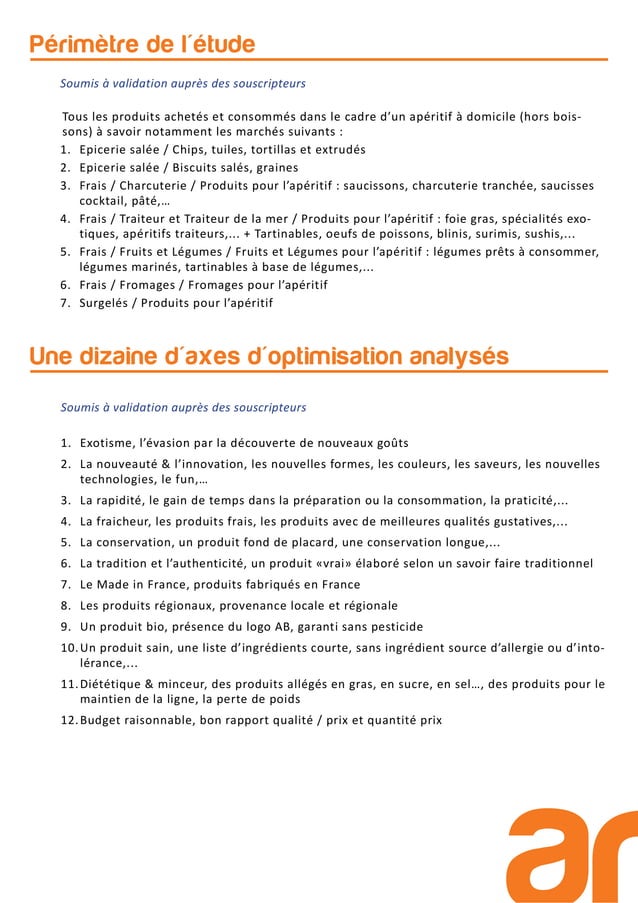 Périmètre de l´étude
Soumis à validation auprès des souscripteurs
Tous les produits achetés et consommés dans le cadre d’un apéritif à domicile (hors bois-
sons) à savoir notamment les marchés suivants :
1. Epicerie salée / Chips, tuiles, tortillas et extrudés
2. Epicerie salée / Biscuits salés, graines
3. Frais / Charcuterie / Produits pour l’apéritif : saucissons, charcuterie tranchée, saucisses
cocktail, pâté,…
4. Frais / Traiteur et Traiteur de la mer / Produits pour l’apéritif : foie gras, spécialités exo-
tiques, apéritifs traiteurs,... + Tartinables, oeufs de poissons, blinis, surimis, sushis,...
5. Frais / Fruits et Légumes / Fruits et Légumes pour l’apéritif : légumes prêts à consommer,
légumes marinés, tartinables à base de légumes,...
6. Frais / Fromages / Fromages pour l’apéritif
7. Surgelés / Produits pour l’apéritif
Une dizaine d´axes d´optimisation analysés
Soumis à validation auprès des souscripteurs
1. Exotisme, l’évasion par la découverte de nouveaux goûts
2. La nouveauté & l’innovation, les nouvelles formes, les couleurs, les saveurs, les nouvelles
technologies, le fun,…
3. La rapidité, le gain de temps dans la préparation ou la consommation, la praticité,...
4. La fraicheur, les produits frais, les produits avec de meilleures qualités gustatives,...
5. La conservation, un produit fond de placard, une conservation longue,...
6. La tradition et l’authenticité, un produit «vrai» élaboré selon un savoir faire traditionnel
7. Le Made in France, produits fabriqués en France
8. Les produits régionaux, provenance locale et régionale
9. Un produit bio, présence du logo AB, garanti sans pesticide
10. Un produit sain, une liste d’ingrédients courte, sans ingrédient source d’allergie ou d’into-
lérance,...
11. Diététique & minceur, des produits allégés en gras, en sucre, en sel…, des produits pour le
maintien de la ligne, la perte de poids
12. Budget raisonnable, bon rapport qualité / prix et quantité prix
ar